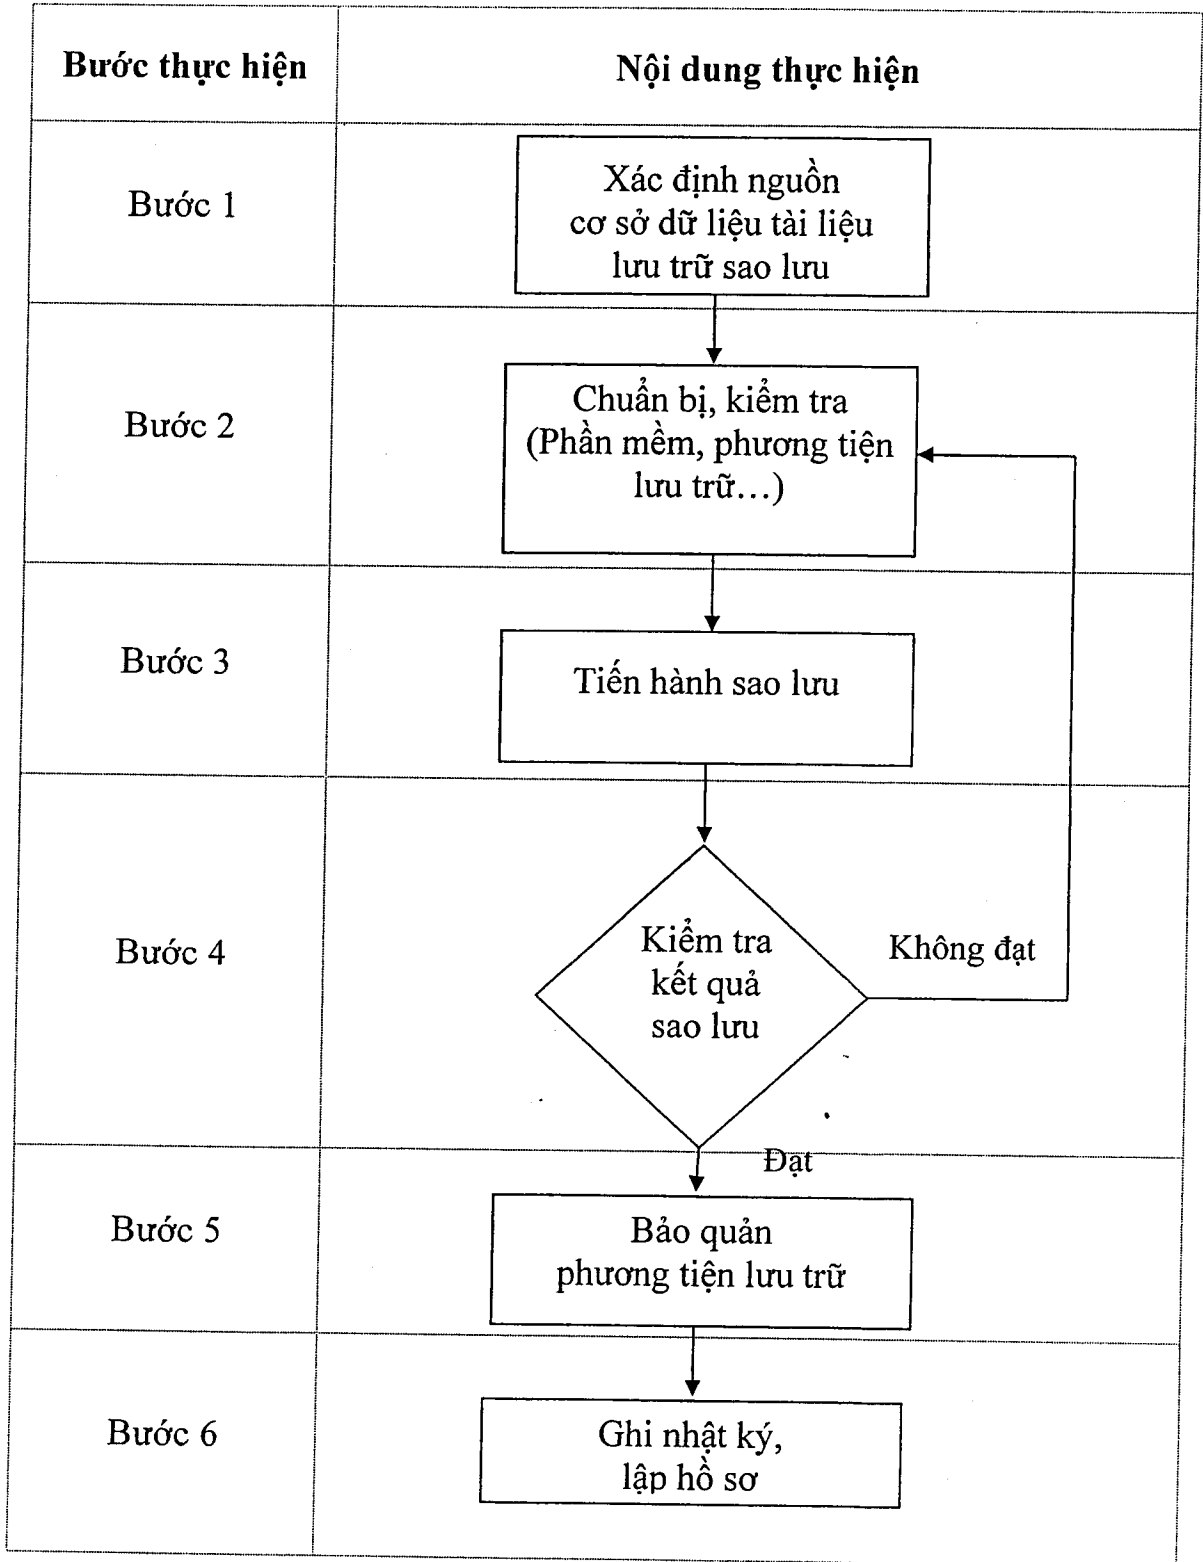 Bước thực hiện
Nội dung thực hiện
Bước 1
Xác định nguồn
cơ sở dữ liệu tài liệu
lưu trữ sao lưu
Bước 2
Chuẩn bị, kiểm tra
(Phần mềm, phương tiện
lưu trữ...)
Bước 3
Tiến hành sao lưu
Bước 4
Kiểm tra
kết quả
sao lưu
Không đạt
Đạt
Bước 5
Bảo quản
phương tiện lưu trữ
Bước 6
Ghi nhật ký,
lập hồ sơ